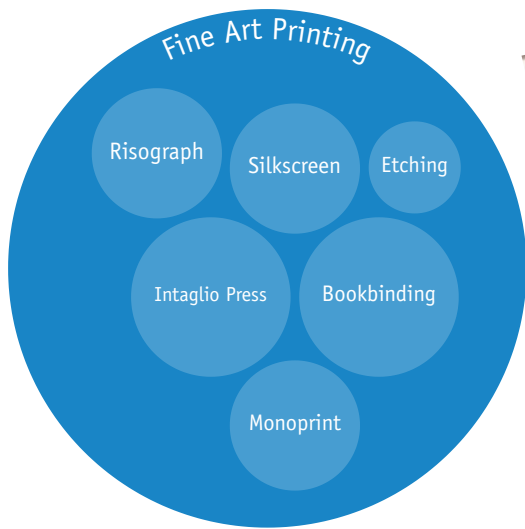 Fine Art Printing
Risograph
Silkscreen
Etching
Intaglio Press
Bookbinding
Monoprint